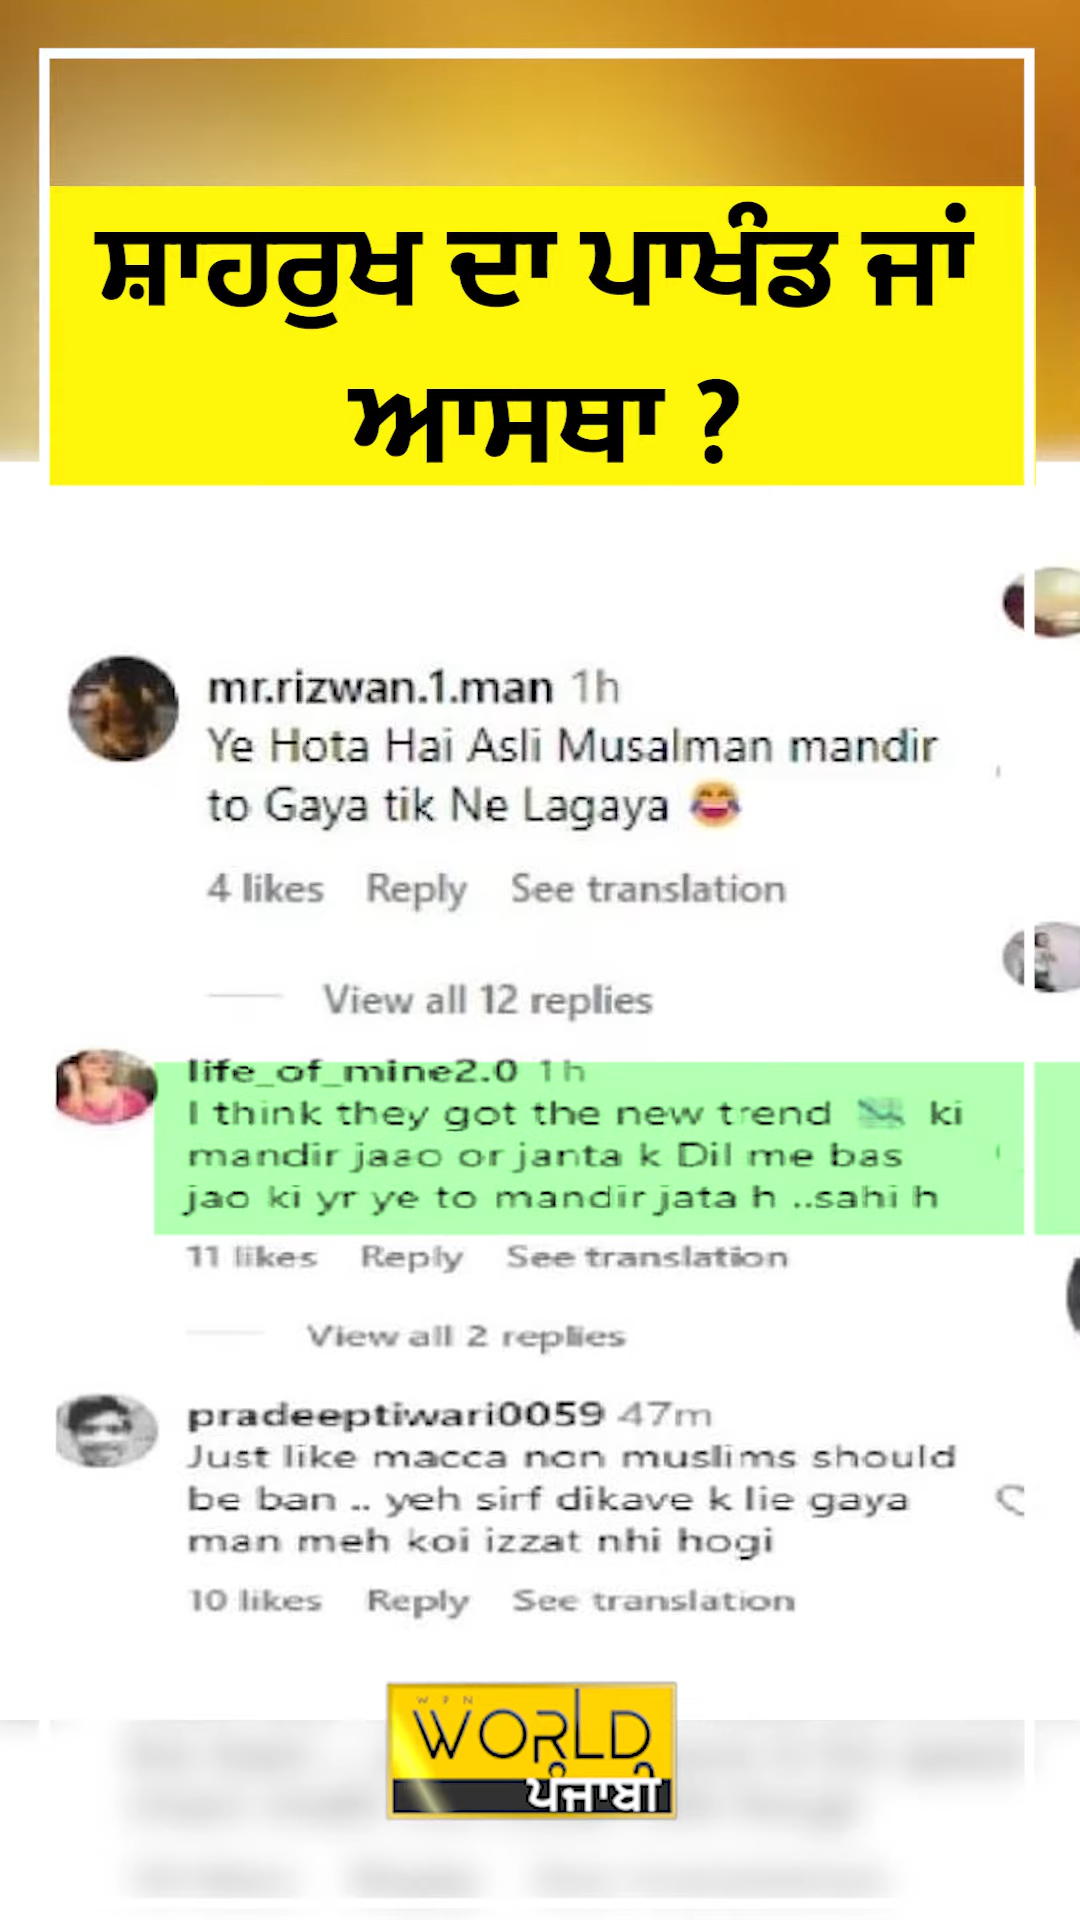 ਸ਼ਾਹਰੁਖ ਦਾ ਪਾਖੰਡ ਜਾਂ
ਆਸਥਾ ?
mr.rizwan.1.man 1h
Ye Hota Hai Asli Musalman mandir
to Gaya tik Ne Lagaya 😂
4 likes Reply See translation
View all 12 replies
life_of_mine2.0 1h
I think they got the new trend ki
mandir jaao or janta k Dil me bas
jao ki yr ye to mandir jata h ..sahi h
11 likes Reply See translation
View all 2 replies
pradeeptiwari0059 47m
Just like macca non muslims should
be ban .. yeh sirf dikave k lie gaya
man meh koi izzat nhi hogi
10 likes Reply See translation
WPN
WORLD
ਪੰਜਾਬੀ